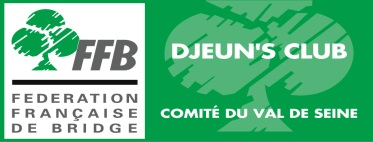 FFB
FEDERATION
FRANÇAISE
DE BRIDGE
DJEUN'S CLUB
COMITÉ DU VAL DE SEINE